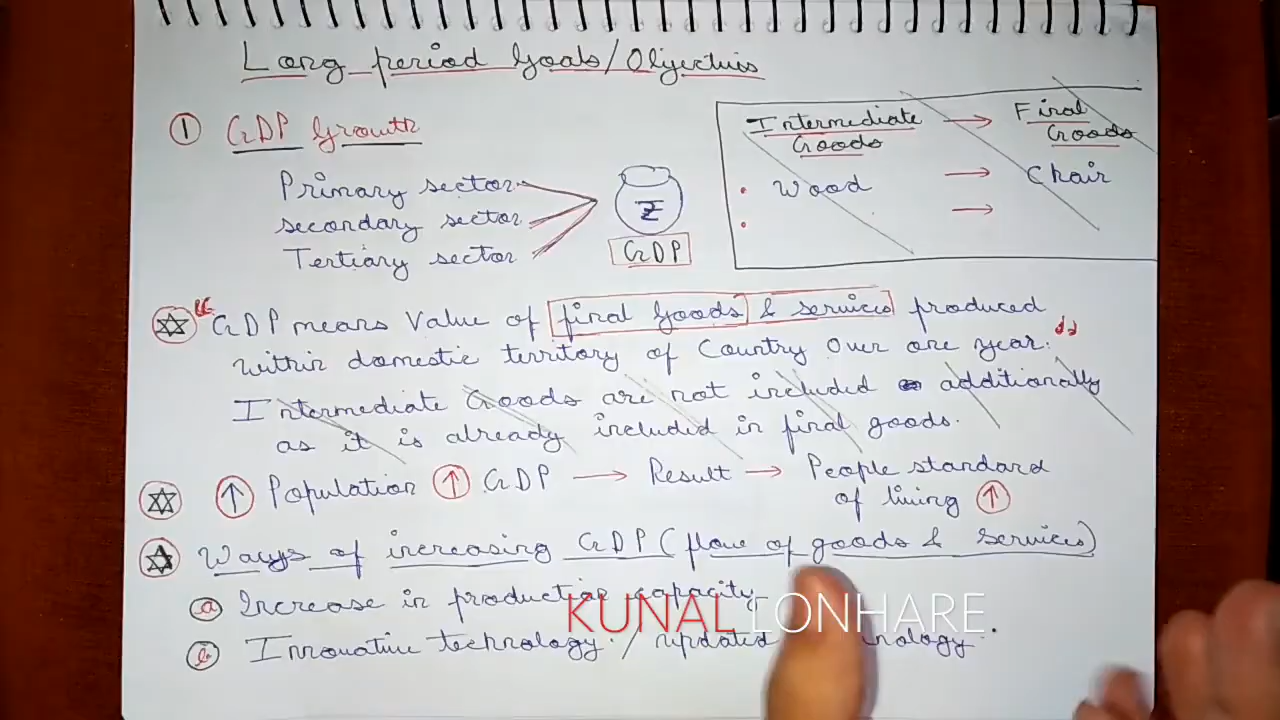 Long period Goals/Objectives
① GDP Growth
Primary sector
secondary sector
Tertiary sector
GDP
Intermediate Goods → Final Goods
• Wood → Chair
• →
"GDP means Value of final goods & services produced
within domestic territory of Country Over one year."
Intermediate Goods are not included additionally
as it is already included in final goods.
↑ Population ↑ GDP → Result → People standard
of living ↑
Ways of increasing GDP (flow of goods & services)
ⓐ Increase in production capacity
ⓑ Innovative technology / updated
KUNAL LONHARE